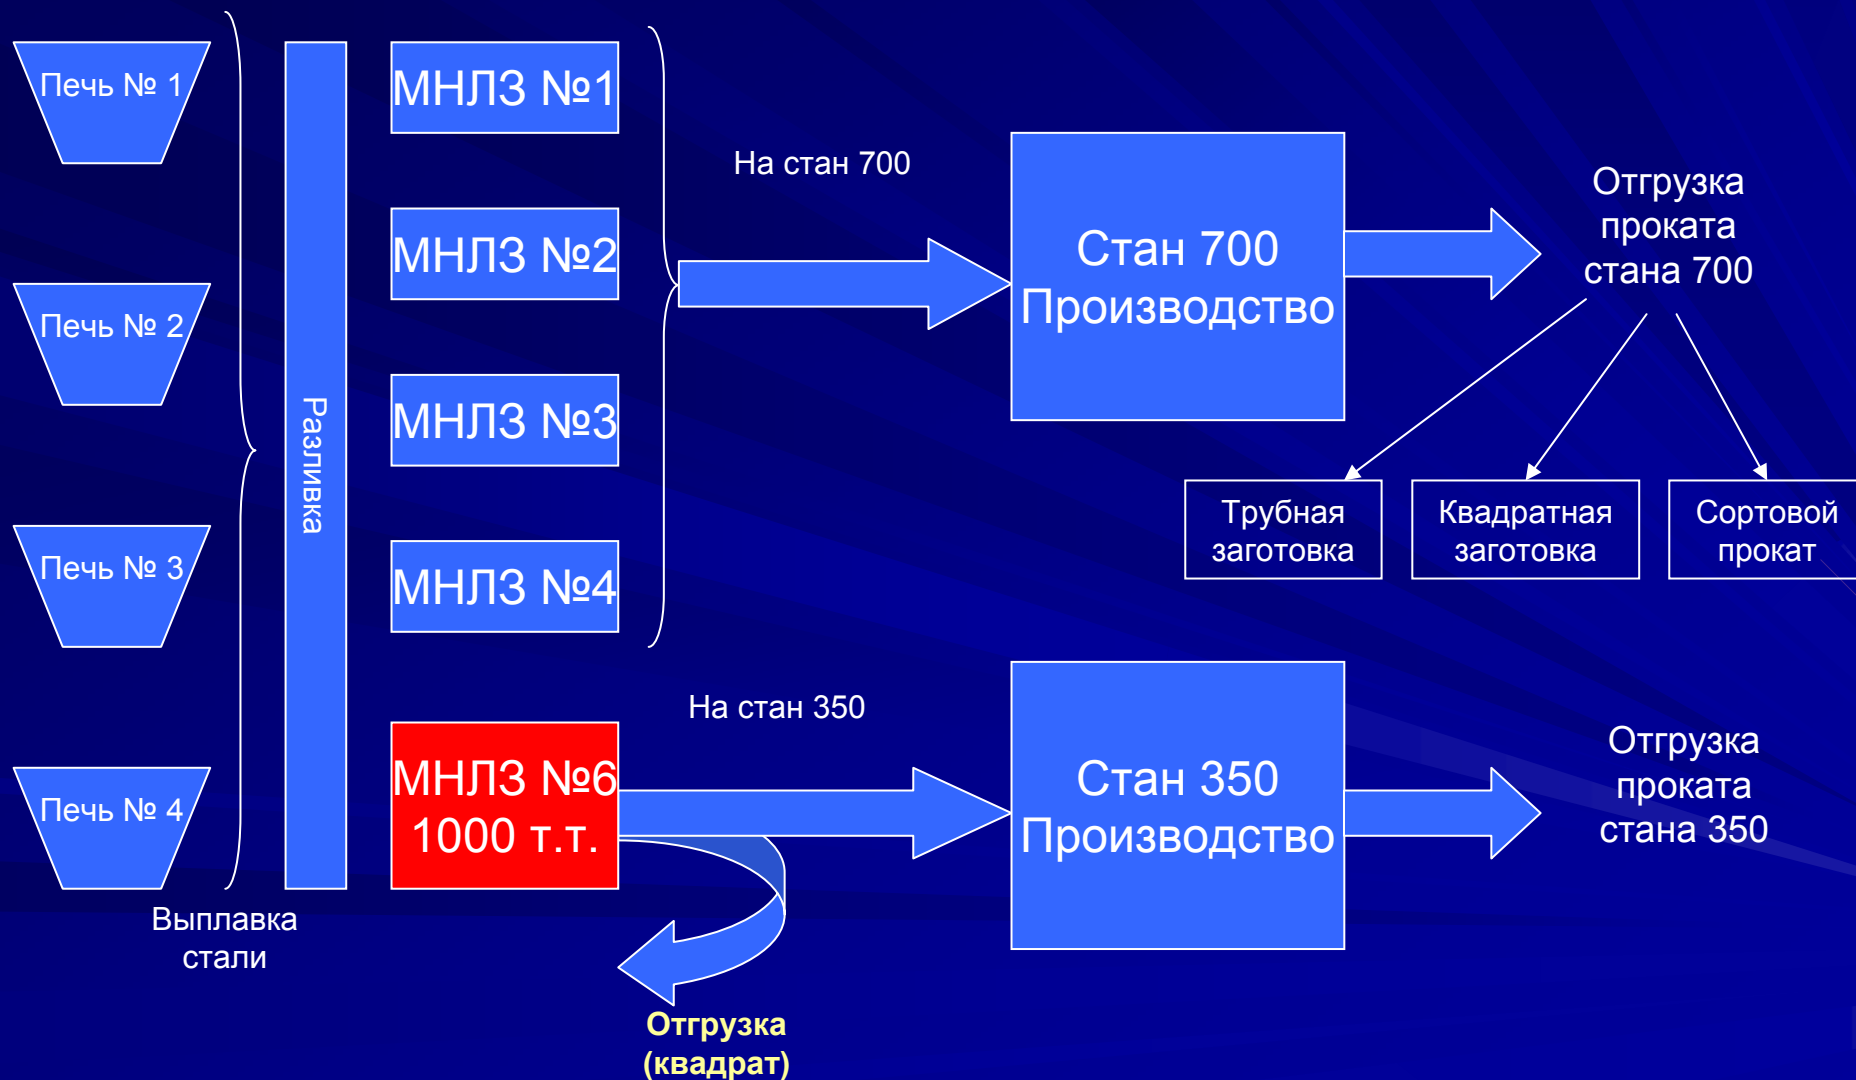 Печь № 1
Печь № 2
Печь № 3
Печь № 4
Выплавка
стали
Разливка
МНЛЗ №1
МНЛЗ №2
МНЛЗ №3
МНЛЗ №4
МНЛЗ №6
1000 т.т.
На стан 700
Стан 700
Производство
Отгрузка
проката
стана 700
Трубная
заготовка
Квадратная
заготовка
Сортовой
прокат
На стан 350
Стан 350
Производство
Отгрузка
проката
стана 350
Отгрузка
(квадрат)